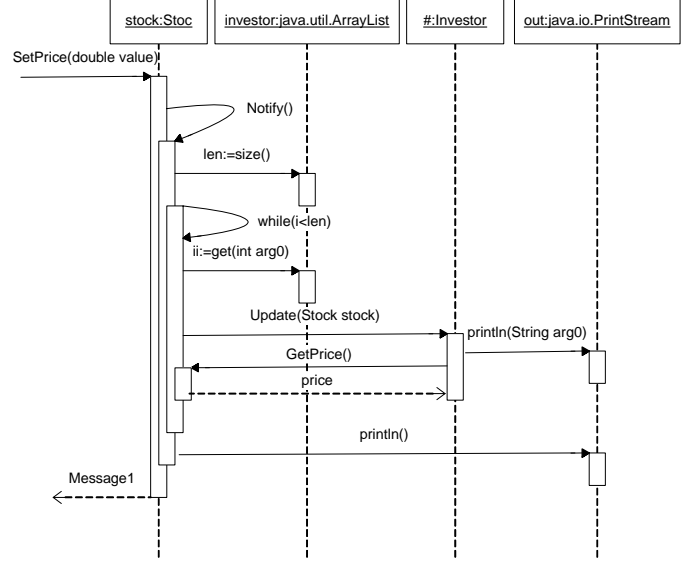 stock:Stoc
investor:java.util.ArrayList
#:Investor
out:java.io.PrintStream
SetPrice(double value)
Notify()
len:=size()
while(i<len)
ii:=get(int arg0)
Update(Stock stock)
println(String arg0)
GetPrice()
price
println()
Message1